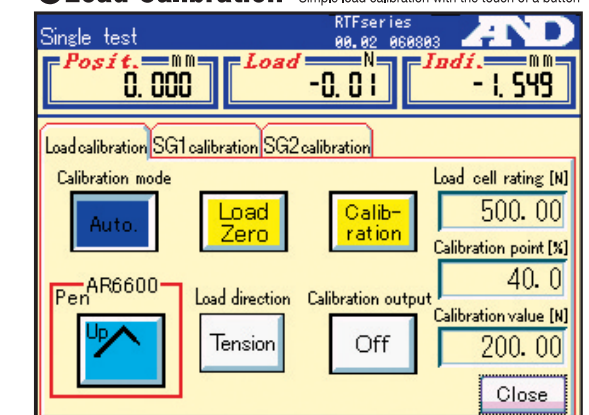 Load Calibration Simple load calibration with the touch of a button
Single test
RTFseries
00.02 060803
AND
Posit. mm
0.000
Load N
-0.01
Indi. mm
-1.549
Load calibration SG1 calibration SG2 calibration
Calibration mode
Auto.
Load Zero
Calib-ration
Load cell rating [N]
500.00
Calibration point [%]
40.0
Calibration value [N]
200.00
AR6600
Pen
Up
Load direction
Tension
Calibration output
Off
Close